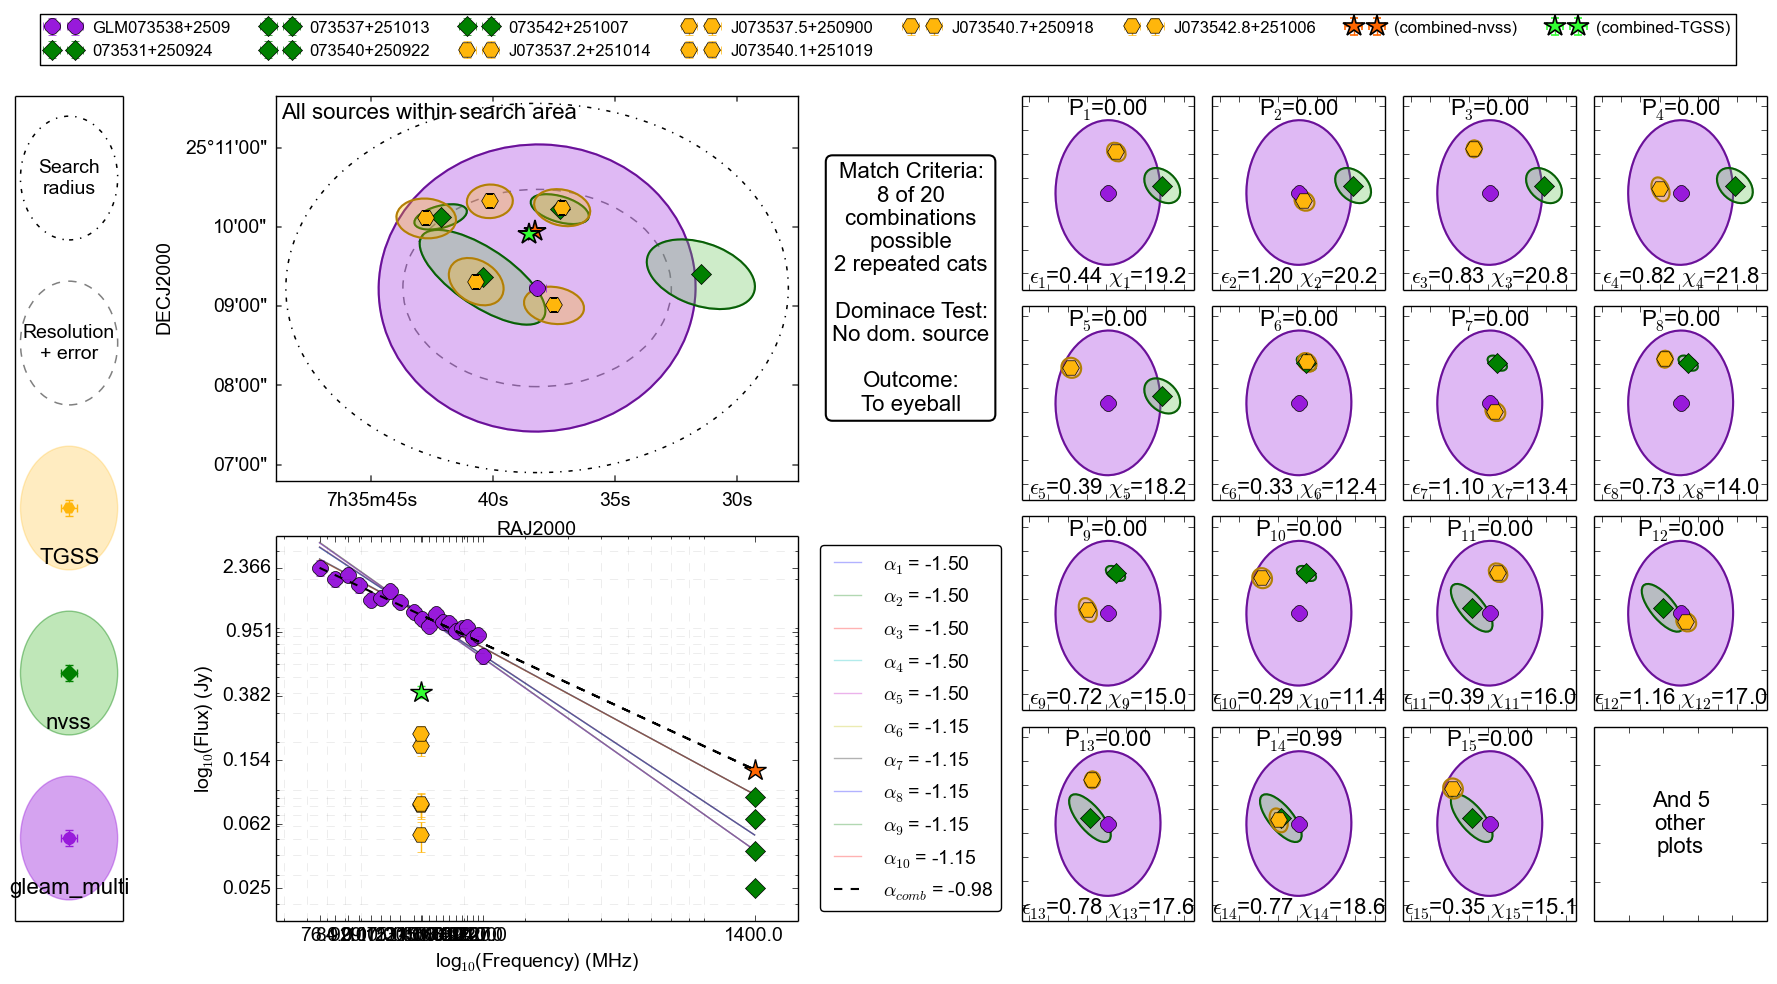 GLM073538+2509 073537+251013 073542+251007 J073537.5+250900 J073540.7+250918 J073542.8+251006 (combined-nvss) (combined-TGSS)
073531+250924 073540+250922 J073537.2+251014 J073540.1+251019
Search
radius
Resolution
+ error
TGSS
nvss
gleam_multi
All sources within search area
25°11'00"
10'00"
09'00"
08'00"
07'00"
DECJ2000
7h35m45s 40s 35s 30s
RAJ2000
Match Criteria:
8 of 20
combinations
possible
2 repeated cats
Dominace Test:
No dom. source
Outcome:
To eyeball
2.366
0.951
0.382
0.154
0.062
0.025
log10(Flux) (Jy)
1400.0
log10(Frequency) (MHz)
α1 = -1.50
α2 = -1.50
α3 = -1.50
α4 = -1.50
α5 = -1.50
α6 = -1.15
α7 = -1.15
α8 = -1.15
α9 = -1.15
α10 = -1.15
αcomb = -0.98
P1=0.00 P2=0.00 P3=0.00 P4=0.00
ϵ1=0.44 χ1=19.2 ϵ2=1.20 χ2=20.2 ϵ3=0.83 χ3=20.8 ϵ4=0.82 χ4=21.8
P5=0.00 P6=0.00 P7=0.00 P8=0.00
ϵ5=0.39 χ5=18.2 ϵ6=0.33 χ6=12.4 ϵ7=1.10 χ7=13.4 ϵ8=0.73 χ8=14.0
P9=0.00 P10=0.00 P11=0.00 P12=0.00
ϵ9=0.72 χ9=15.0 ϵ10=0.29 χ10=11.4 ϵ11=0.39 χ11=16.0 ϵ12=1.16 χ12=17.0
P13=0.00 P14=0.99 P15=0.00
ϵ13=0.78 χ13=17.6 ϵ14=0.77 χ14=18.6 ϵ15=0.35 χ15=15.1
And 5
other
plots